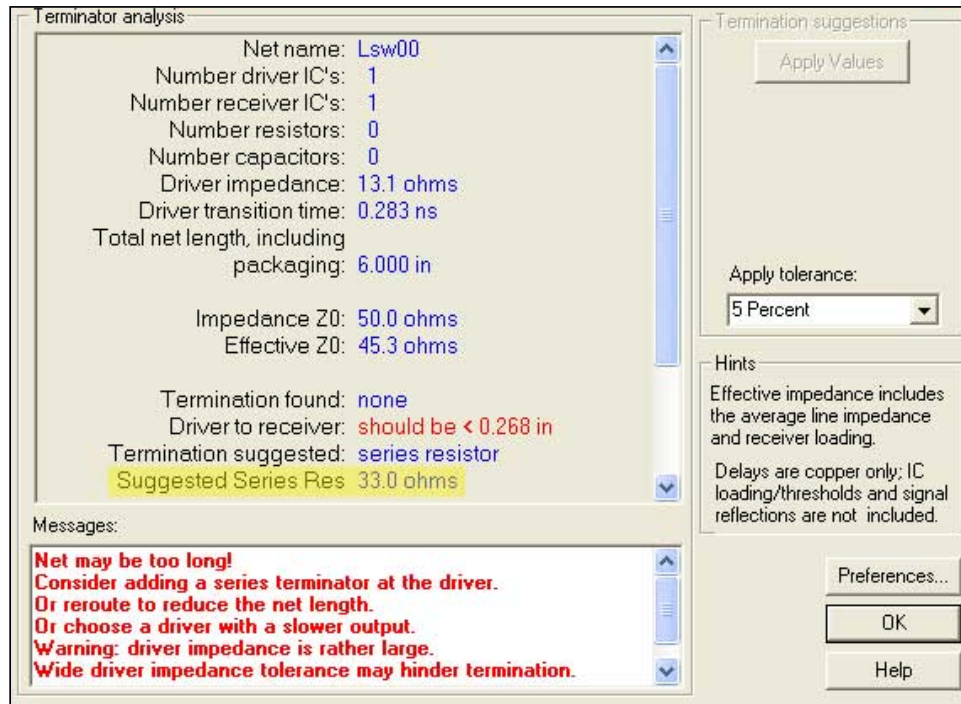 Terminator analysis
Net name: Lsw00
Number driver IC's: 1
Number receiver IC's: 1
Number resistors: 0
Number capacitors: 0
Driver impedance: 13.1 ohms
Driver transition time: 0.283 ns
Total net length, including
packaging: 6.000 in
Impedance Z0: 50.0 ohms
Effective Z0: 45.3 ohms
Termination found: none
Driver to receiver: should be < 0.268 in
Termination suggested: series resistor
Suggested Series Res 33.0 ohms
Messages:
Net may be too long!
Consider adding a series terminator at the driver.
Or reroute to reduce the net length.
Or choose a driver with a slower output.
Warning: driver impedance is rather large.
Wide driver impedance tolerance may hinder termination.
Termination suggestions
Apply Values
Apply tolerance:
5 Percent
Hints
Effective impedance includes
the average line impedance
and receiver loading.
Delays are copper only; IC
loading/thresholds and signal
reflections are not included.
Preferences...
OK
Help